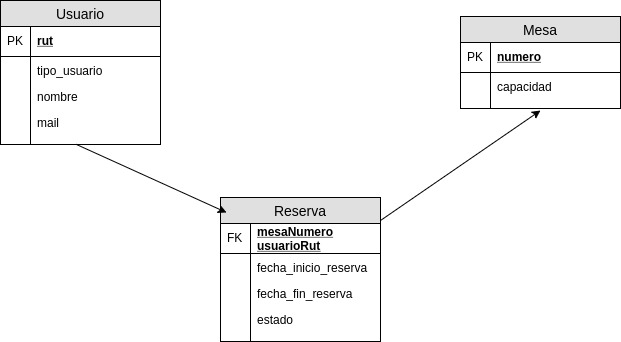 Usuario
PK rut
tipo_usuario
nombre
mail
Mesa
PK numero
capacidad
Reserva
FK mesaNumero
usuarioRut
fecha_inicio_reserva
fecha_fin_reserva
estado